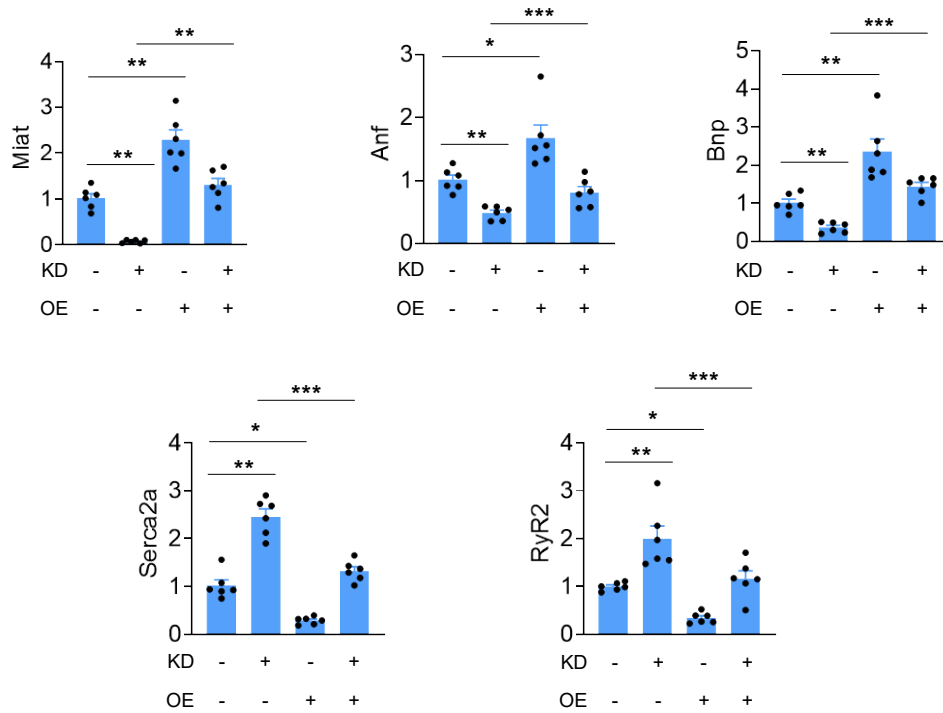 **
**
**
Miat
4
3
2
1
0
KD - + - +
OE - - + +
***
*
**
Anf
3
2
1
0
KD - + - +
OE - - + +
***
**
**
Bnp
5
4
3
2
1
0
KD - + - +
OE - - + +
***
*
**
Serca2a
4
3
2
1
0
KD - + - +
OE - - + +
***
*
**
RyR2
4
3
2
1
0
KD - + - +
OE - - + +